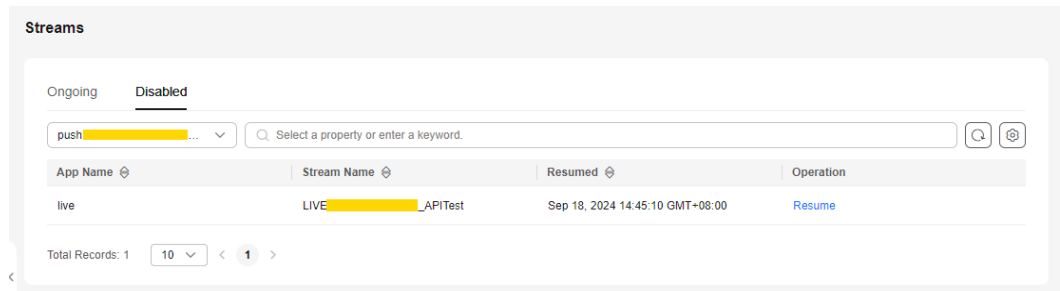 Streams
Ongoing Disabled
push ... Select a property or enter a keyword.
App Name Stream Name Resumed Operation
live LIVE _APITest Sep 18, 2024 14:45:10 GMT+08:00 Resume
Total Records: 1 10 < 1 >